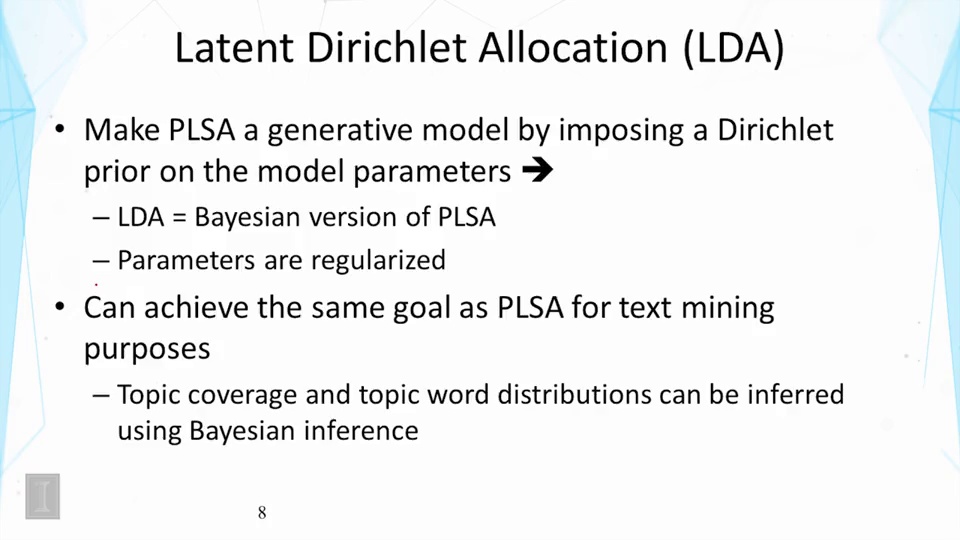 Latent Dirichlet Allocation (LDA)
• Make PLSA a generative model by imposing a Dirichlet
prior on the model parameters ➔
– LDA = Bayesian version of PLSA
– Parameters are regularized
• Can achieve the same goal as PLSA for text mining
purposes
– Topic coverage and topic word distributions can be inferred
using Bayesian inference
I
8